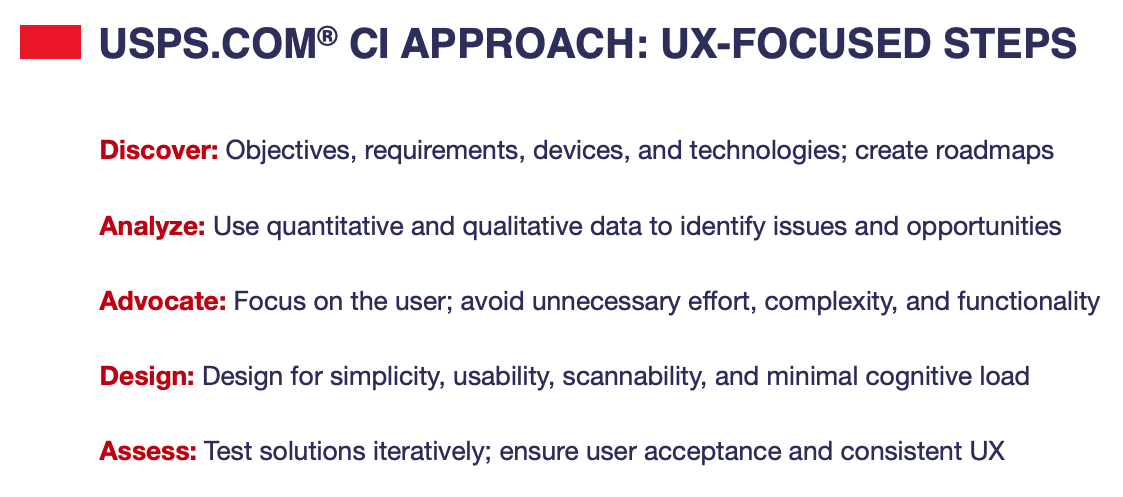 USPS.COM® CI APPROACH: UX-FOCUSED STEPS
Discover: Objectives, requirements, devices, and technologies; create roadmaps
Analyze: Use quantitative and qualitative data to identify issues and opportunities
Advocate: Focus on the user; avoid unnecessary effort, complexity, and functionality
Design: Design for simplicity, usability, scannability, and minimal cognitive load
Assess: Test solutions iteratively; ensure user acceptance and consistent UX